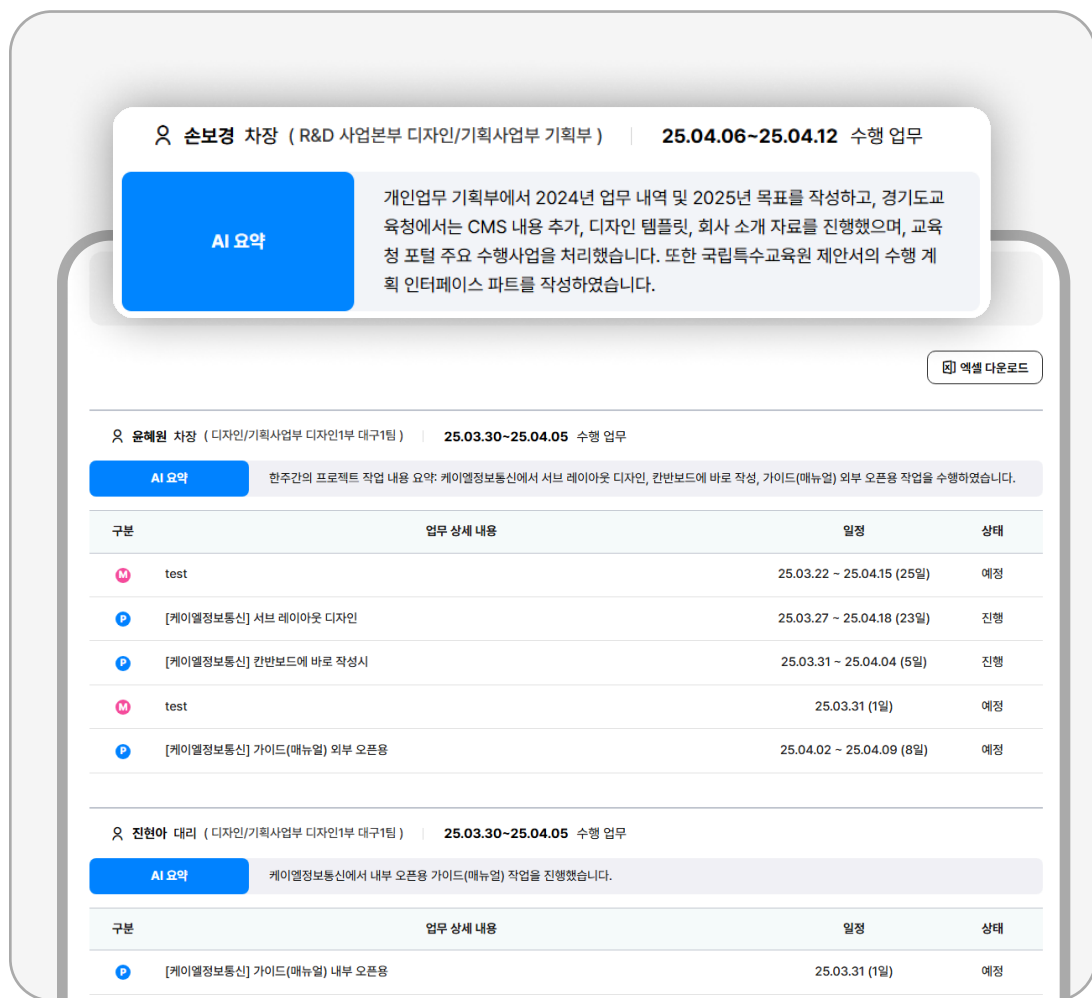 손보경 차장 ( R&D 사업본부 디자인/기획사업부 기획부 ) 25.04.06~25.04.12 수행 업무
AI 요약
개인업무 기획부에서 2024년 업무 내역 및 2025년 목표를 작성하고, 경기도교
육청에서는 CMS 내용 추가, 디자인 템플릿, 회사 소개 자료를 진행했으며, 교육
청 포털 주요 수행사업을 처리했습니다. 또한 국립특수교육원 제안서의 수행 계
획 인터페이스 파트를 작성하였습니다.
엑셀 다운로드
윤혜원 차장 ( 디자인/기획사업부 디자인1부 대구1팀 ) 25.03.30~25.04.05 수행 업무
AI 요약 한주간의 프로젝트 작업 내용 요약: 케이엘정보통신에서 서브 레이아웃 디자인, 칸반보드에 바로 작성, 가이드(매뉴얼) 외부 오픈용 작업을 수행하였습니다.
구분 업무 상세 내용 일정 상태
M test 25.03.22 ~ 25.04.15 (25일) 예정
P [케이엘정보통신] 서브 레이아웃 디자인 25.03.27 ~ 25.04.18 (23일) 진행
P [케이엘정보통신] 칸반보드에 바로 작성시 25.03.31 ~ 25.04.04 (5일) 진행
M test 25.03.31 (1일) 예정
P [케이엘정보통신] 가이드(매뉴얼) 외부 오픈용 25.04.02 ~ 25.04.09 (8일) 예정
진현아 대리 ( 디자인/기획사업부 디자인1부 대구1팀 ) 25.03.30~25.04.05 수행 업무
AI 요약 케이엘정보통신에서 내부 오픈용 가이드(매뉴얼) 작업을 진행했습니다.
구분 업무 상세 내용 일정 상태
P [케이엘정보통신] 가이드(매뉴얼) 내부 오픈용 25.03.31 (1일) 예정